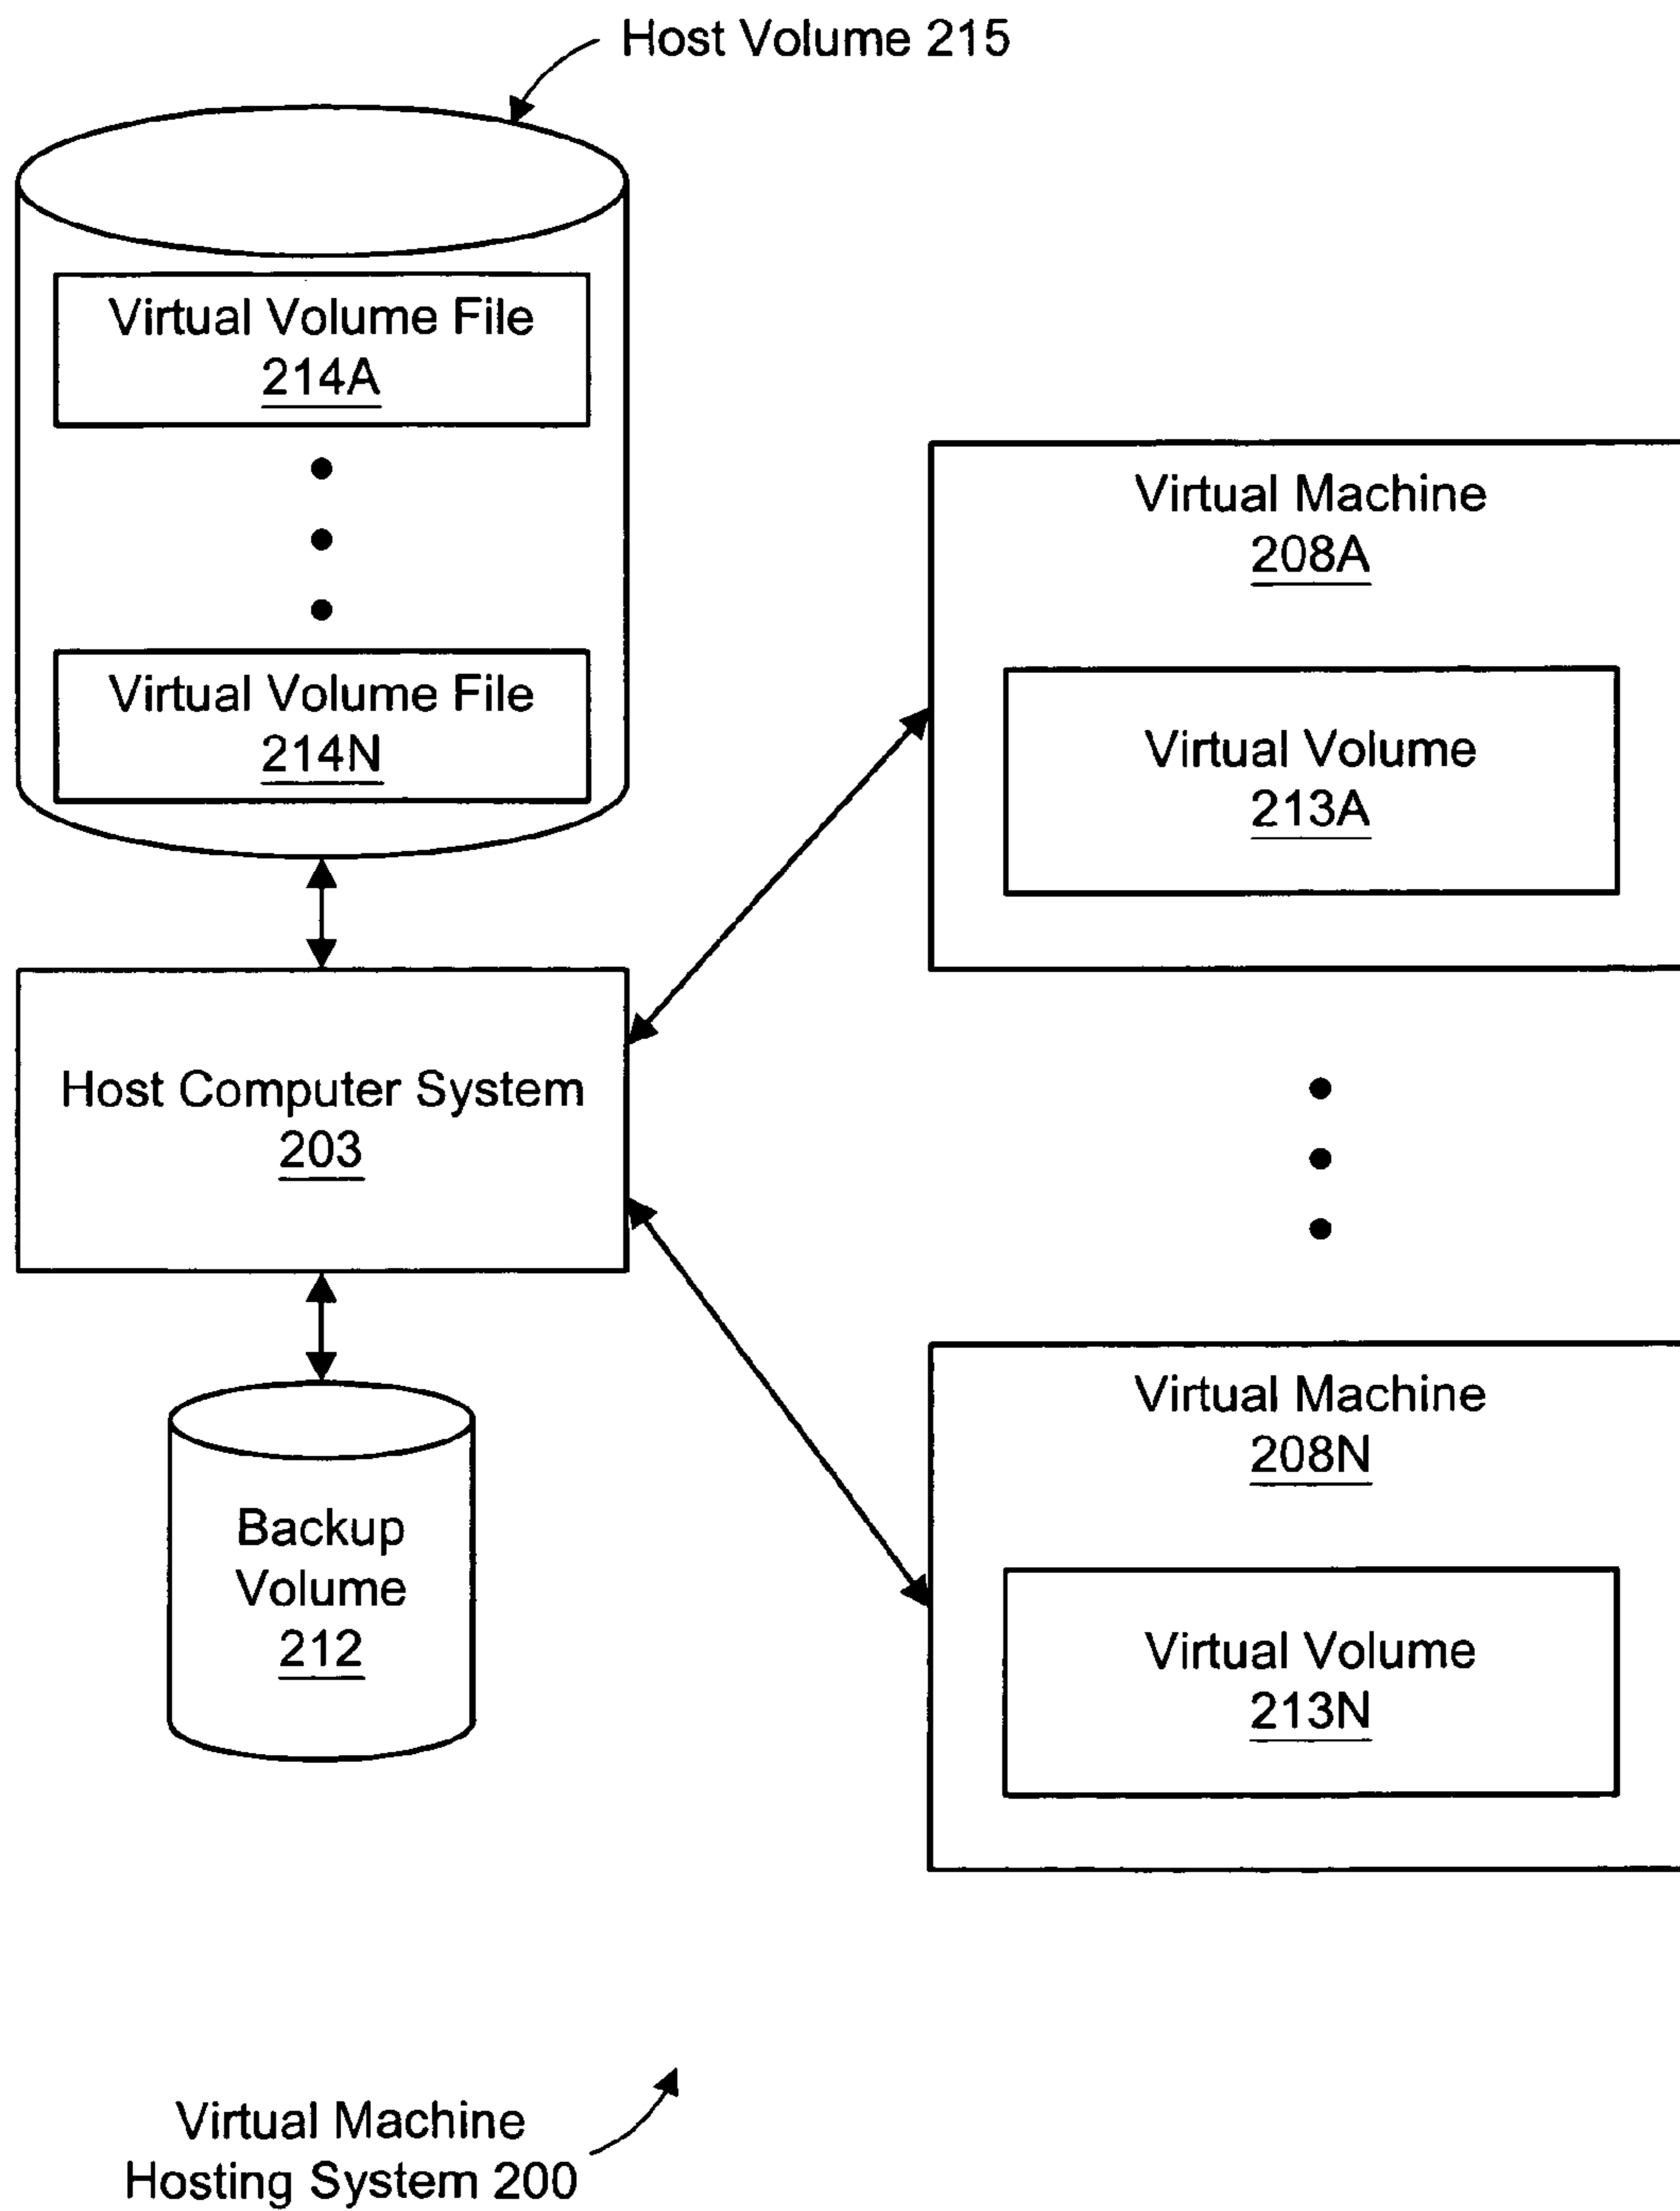 Host Volume 215
Virtual Volume File
214A
Virtual Volume File
214N
Virtual Machine
208A
Virtual Volume
213A
Host Computer System
203
Virtual Machine
208N
Virtual Volume
213N
Backup
Volume
212
Virtual Machine
Hosting System 200